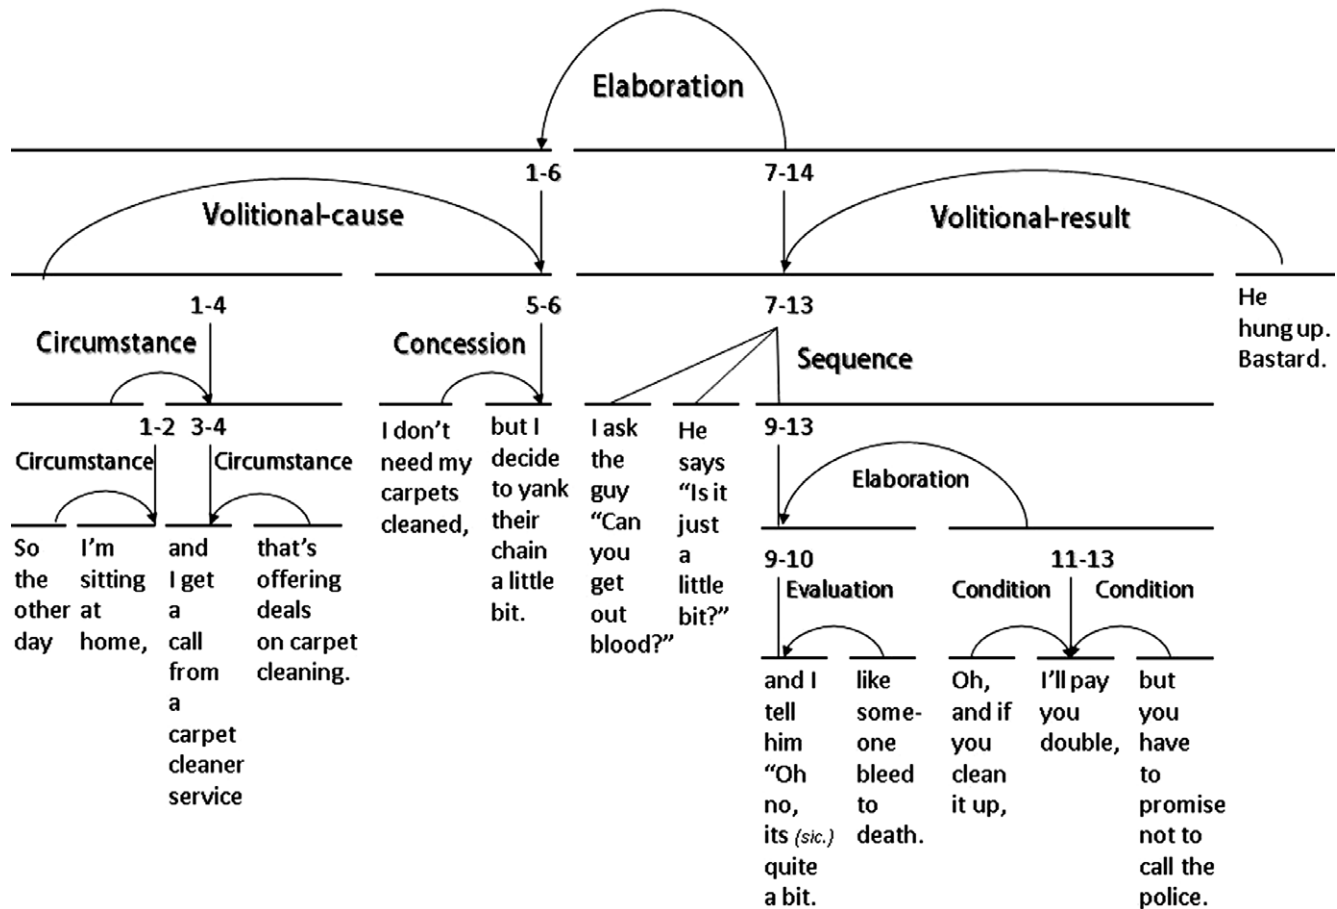 Elaboration
1-6
7-14
Volitional-cause
Volitional-result
1-4
5-6
7-13
He
hung up.
Bastard.
Circumstance
Concession
Sequence
1-2
3-4
Circumstance
Circumstance
So
the
other
day
I'm
sitting
at
home,
and
I get
a
call
from
a
carpet
cleaner
service
that's
offering
deals
on carpet
cleaning.
I don't
need my
carpets
cleaned,
but I
decide
to yank
their
chain
a little
bit.
I ask
the
guy
“Can
you
get
out
blood?”
He
says
“Is it
just
a
little
bit?”
9-13
Elaboration
9-10
11-13
Evaluation
Condition
Condition
and I
tell
him
“Oh
no,
its (sic.)
quite
a bit.
like
some-
one
bleed
to
death.
Oh,
and if
you
clean
it up,
I'll pay
you
double,
but
you
have
to
promise
not to
call the
police.